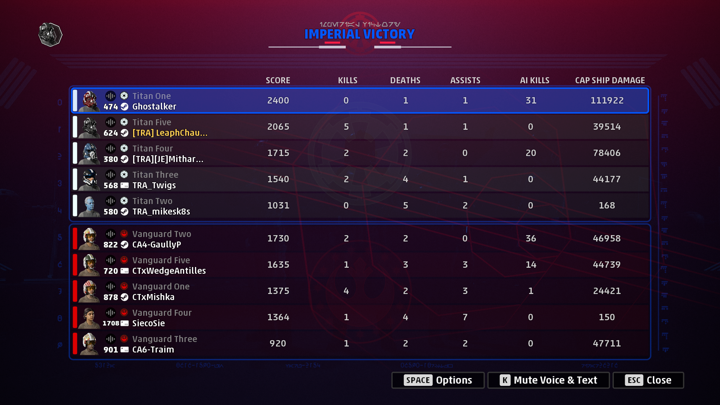 IMPERIAL VICTORY
SCORE KILLS DEATHS ASSISTS AI KILLS CAP SHIP DAMAGE
Titan One
474 Ghostalker 2400 0 1 1 31 111922
Titan Five
624 [TRA] LeaphChau... 2065 5 1 1 0 39514
Titan Four
380 [TRA][JE]Mithar... 1715 2 2 0 20 78406
Titan Three
568 TRA_Twigs 1540 2 4 1 0 44177
Titan Two
580 TRA_mikesk8s 1031 0 5 2 0 168
Vanguard Two
822 CA4-GaullyP 1730 2 2 0 36 46958
Vanguard Five
720 CTxWedgeAntilles 1635 1 3 3 14 44739
Vanguard One
878 CTxMishka 1375 4 2 3 1 24421
Vanguard Four
1708 SiecoSie 1364 1 4 7 0 150
Vanguard Three
901 CA6-Traim 920 1 2 2 0 47711
SPACE Options K Mute Voice & Text ESC Close